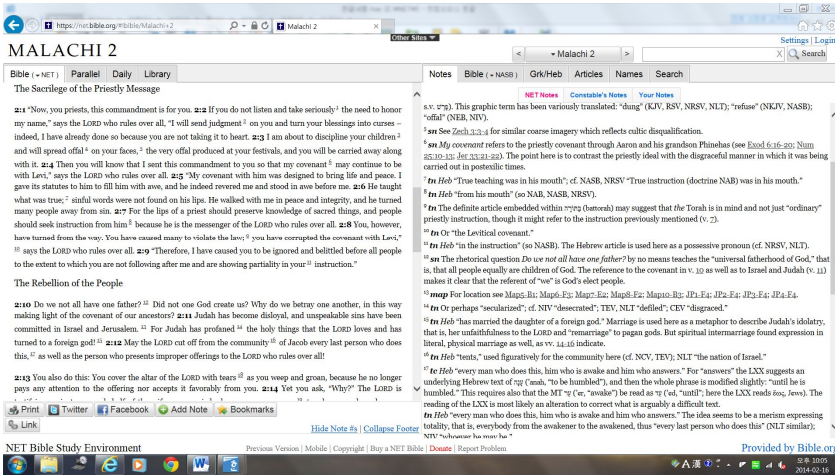 https://net.bible.org/#!bible/Malachi+2
Malachi 2
Other Sites
Settings | Login
MALACHI 2
< Malachi 2 >
X Search
Bible ( NET ) Parallel Daily Library
The Sacrilege of the Priestly Message
2:1 “Now, you priests, this commandment is for you. 2:2 If you do not listen and take seriously 1 the need to honor
my name,” says the LORD who rules over all, “I will send judgment 2 on you and turn your blessings into curses –
indeed, I have already done so because you are not taking it to heart. 2:3 I am about to discipline your children 3
and will spread offal 4 on your faces, 5 the very offal produced at your festivals, and you will be carried away along
with it. 2:4 Then you will know that I sent this commandment to you so that my covenant 6 may continue to be
with Levi,” says the LORD who rules over all. 2:5 “My covenant with him was designed to bring life and peace. I
gave its statutes to him to fill him with awe, and he indeed revered me and stood in awe before me. 2:6 He taught
what was true; 7 sinful words were not found on his lips. He walked with me in peace and integrity, and he turned
many people away from sin. 2:7 For the lips of a priest should preserve knowledge of sacred things, and people
should seek instruction from him 8 because he is the messenger of the LORD who rules over all. 2:8 You, however,
have turned from the way. You have caused many to violate the law; 9 you have corrupted the covenant with Levi,”
10 says the LORD who rules over all. 2:9 “Therefore, I have caused you to be ignored and belittled before all people
to the extent to which you are not following after me and are showing partiality in your 11 instruction.”
The Rebellion of the People
2:10 Do we not all have one father? 12 Did not one God create us? Why do we betray one another, in this way
making light of the covenant of our ancestors? 2:11 Judah has become disloyal, and unspeakable sins have been
committed in Israel and Jerusalem. 13 For Judah has profaned 14 the holy things that the LORD loves and has
turned to a foreign god! 15 2:12 May the LORD cut off from the community 16 of Jacob every last person who does
this, 17 as well as the person who presents improper offerings to the LORD who rules over all!
2:13 You also do this: You cover the altar of the LORD with tears 18 as you weep and groan, because he no longer
pays any attention to the offering nor accepts it favorably from you. 2:14 Yet you ask, “Why?” The LORD is
Print Twitter Facebook Add Note Bookmarks
Link
Hide Note #s | Collapse Footer
Notes Bible ( NASB ) Grk/Heb Articles Names Search
NET Notes Constable's Notes Your Notes
s.v. פֶּרֶשׁ). This graphic term has been variously translated: “dung” (KJV, RSV, NRSV, NLT); “refuse” (NKJV, NASB);
“offal” (NEB, NIV).
5 sn See Zech 3:3-4 for similar coarse imagery which reflects cultic disqualification.
6 sn My covenant refers to the priestly covenant through Aaron and his grandson Phinehas (see Exod 6:16-20; Num
25:10-13; Jer 33:21-22). The point here is to contrast the priestly ideal with the disgraceful manner in which it was being
carried out in postexilic times.
7 tn Heb “True teaching was in his mouth”; cf. NASB, NRSV “True instruction (doctrine NAB) was in his mouth.”
8 tn Heb “from his mouth” (so NAB, NASB, NRSV).
9 tn The definite article embedded within בַּתּוֹרָה (battorah) may suggest that the Torah is in mind and not just “ordinary”
priestly instruction, though it might refer to the instruction previously mentioned (v. 7).
10 tn Or “the Levitical covenant.”
11 tn Heb “in the instruction” (so NASB). The Hebrew article is used here as a possessive pronoun (cf. NRSV, NLT).
12 sn The rhetorical question Do we not all have one father? by no means teaches the “universal fatherhood of God,” that
is, that all people equally are children of God. The reference to the covenant in v. 10 as well as to Israel and Judah (v. 11)
makes it clear that the referent of “we” is God's elect people.
13 map For location see Map5-B1; Map6-F3; Map7-E2; Map8-F2; Map10-B3; JP1-F4; JP2-F4; JP3-F4; JP4-F4.
14 tn Or perhaps “secularized”; cf. NIV “desecrated”; TEV, NLT “defiled”; CEV “disgraced.”
15 tn Heb “has married the daughter of a foreign god.” Marriage is used here as a metaphor to describe Judah's idolatry,
that is, her unfaithfulness to the LORD and “remarriage” to pagan gods. But spiritual intermarriage found expression in
literal, physical marriage as well, as vv. 14-16 indicate.
16 tn Heb “tents,” used figuratively for the community here (cf. NCV, TEV); NLT “the nation of Israel.”
17 tc Heb “every man who does this, him who is awake and him who answers.” For “answers” the LXX suggests an
underlying Hebrew text of עָנָה (’anah, “to be humbled”), and then the whole phrase is modified slightly: “until he is
humbled.” This requires also that the MT עֵר (’er, “awake”) be read as עֵד (’ed, “until”; here the LXX reads ἕως, Jews). The
reading of the LXX is most likely an alteration to correct what is arguably a difficult text.
tn Heb “every man who does this, him who is awake and him who answers.” The idea seems to be a merism expressing
totality, that is, everybody from the awakener to the awakened, thus “every last person who does this” (NLT similar);
NIV “whoever he may be.”
NET Bible Study Environment
Previous Version | Mobile | Copyright | Buy a NET Bible | Donate | Report Problem
Provided by Bible.org
A 漢
오후 10:05
2014-02-16